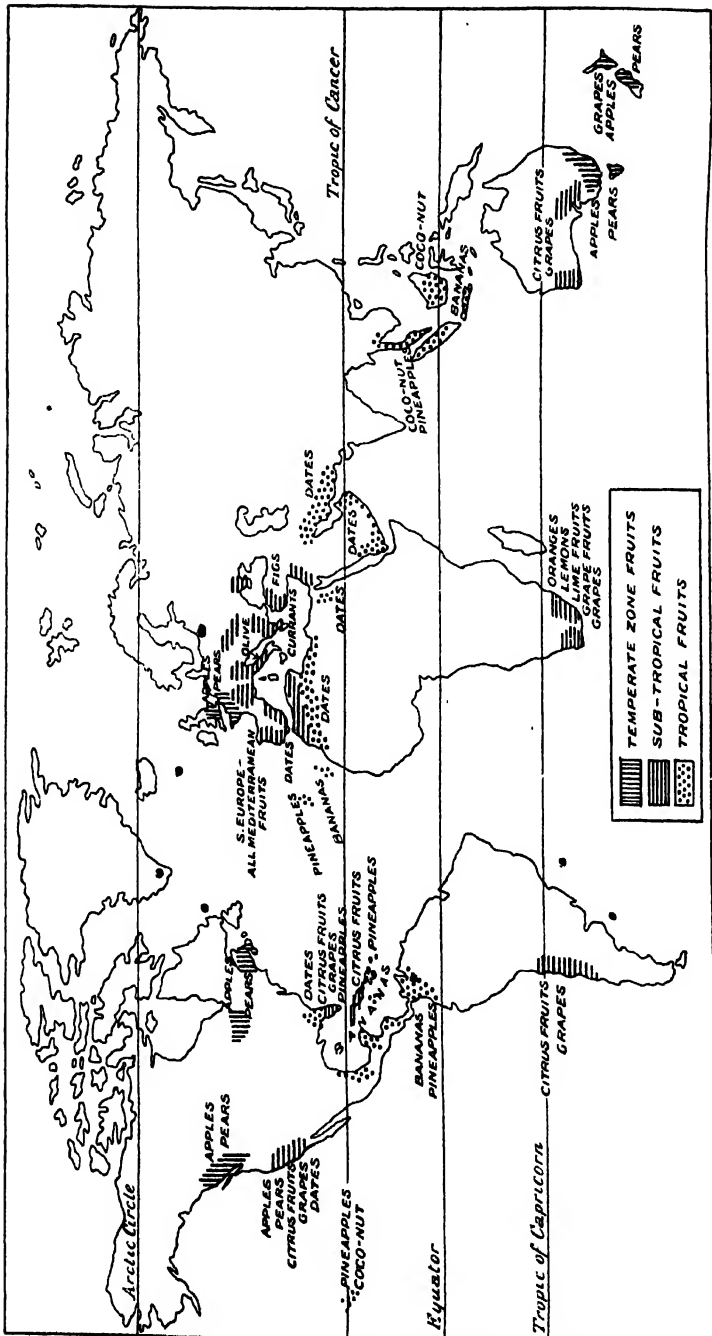 Arctic Circle
APPLES
PEARS
APPLES
PEARS
CITRUS FRUITS
GRAPES
DATES
APPLES
PEARS
APPLES
PEARS
S. EUROPE-
ALL MEDITERRANEAN
FRUITS
OLIVE
FIGS
CURRANTS
DATES
DATES
DATES
DATES
DATES
PINEAPPLES
BANANAS
DATES
CITRUS FRUITS
GRAPES
PINEAPPLES
Tropic of Cancer
PINEAPPLES
COCO-NUT
CITRUS FRUITS
PINEAPPLES
BANANAS
PINEAPPLES
COCO-NUT
PINEAPPLES
COCO-NUT
BANANAS
Equator
Tropic of Capricorn
CITRUS FRUITS
GRAPES
ORANGES
LEMONS
LIME FRUITS
GRAPE FRUITS
GRAPES
CITRUS FRUITS
GRAPES
APPLES
PEARS
GRAPES
APPLES
PEARS
TEMPERATE ZONE FRUITS
SUB-TROPICAL FRUITS
TROPICAL FRUITS